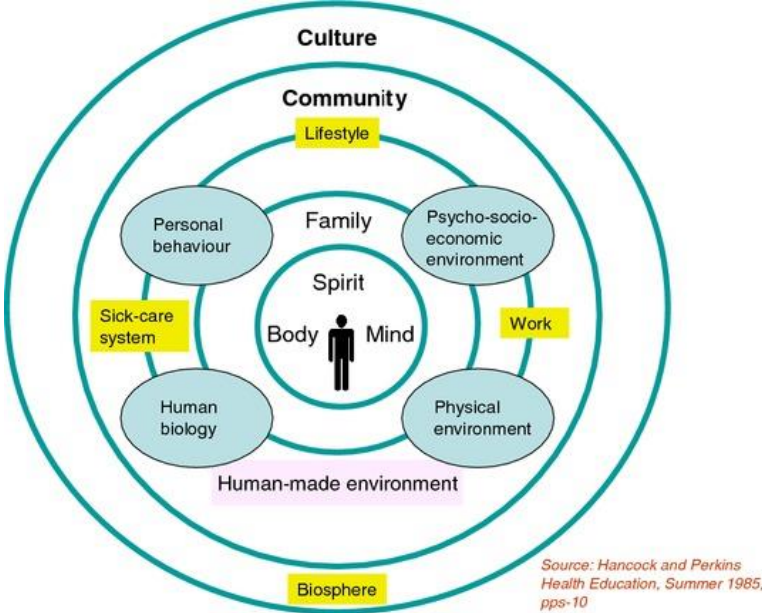 Culture
Community
Lifestyle
Personal
behaviour
Family
Psycho-socio-
economic
environment
Spirit
Body
Mind
Sick-care
system
Work
Human
biology
Physical
environment
Human-made environment
Biosphere
Source: Hancock and Perkins
Health Education, Summer 1985,
pps-10